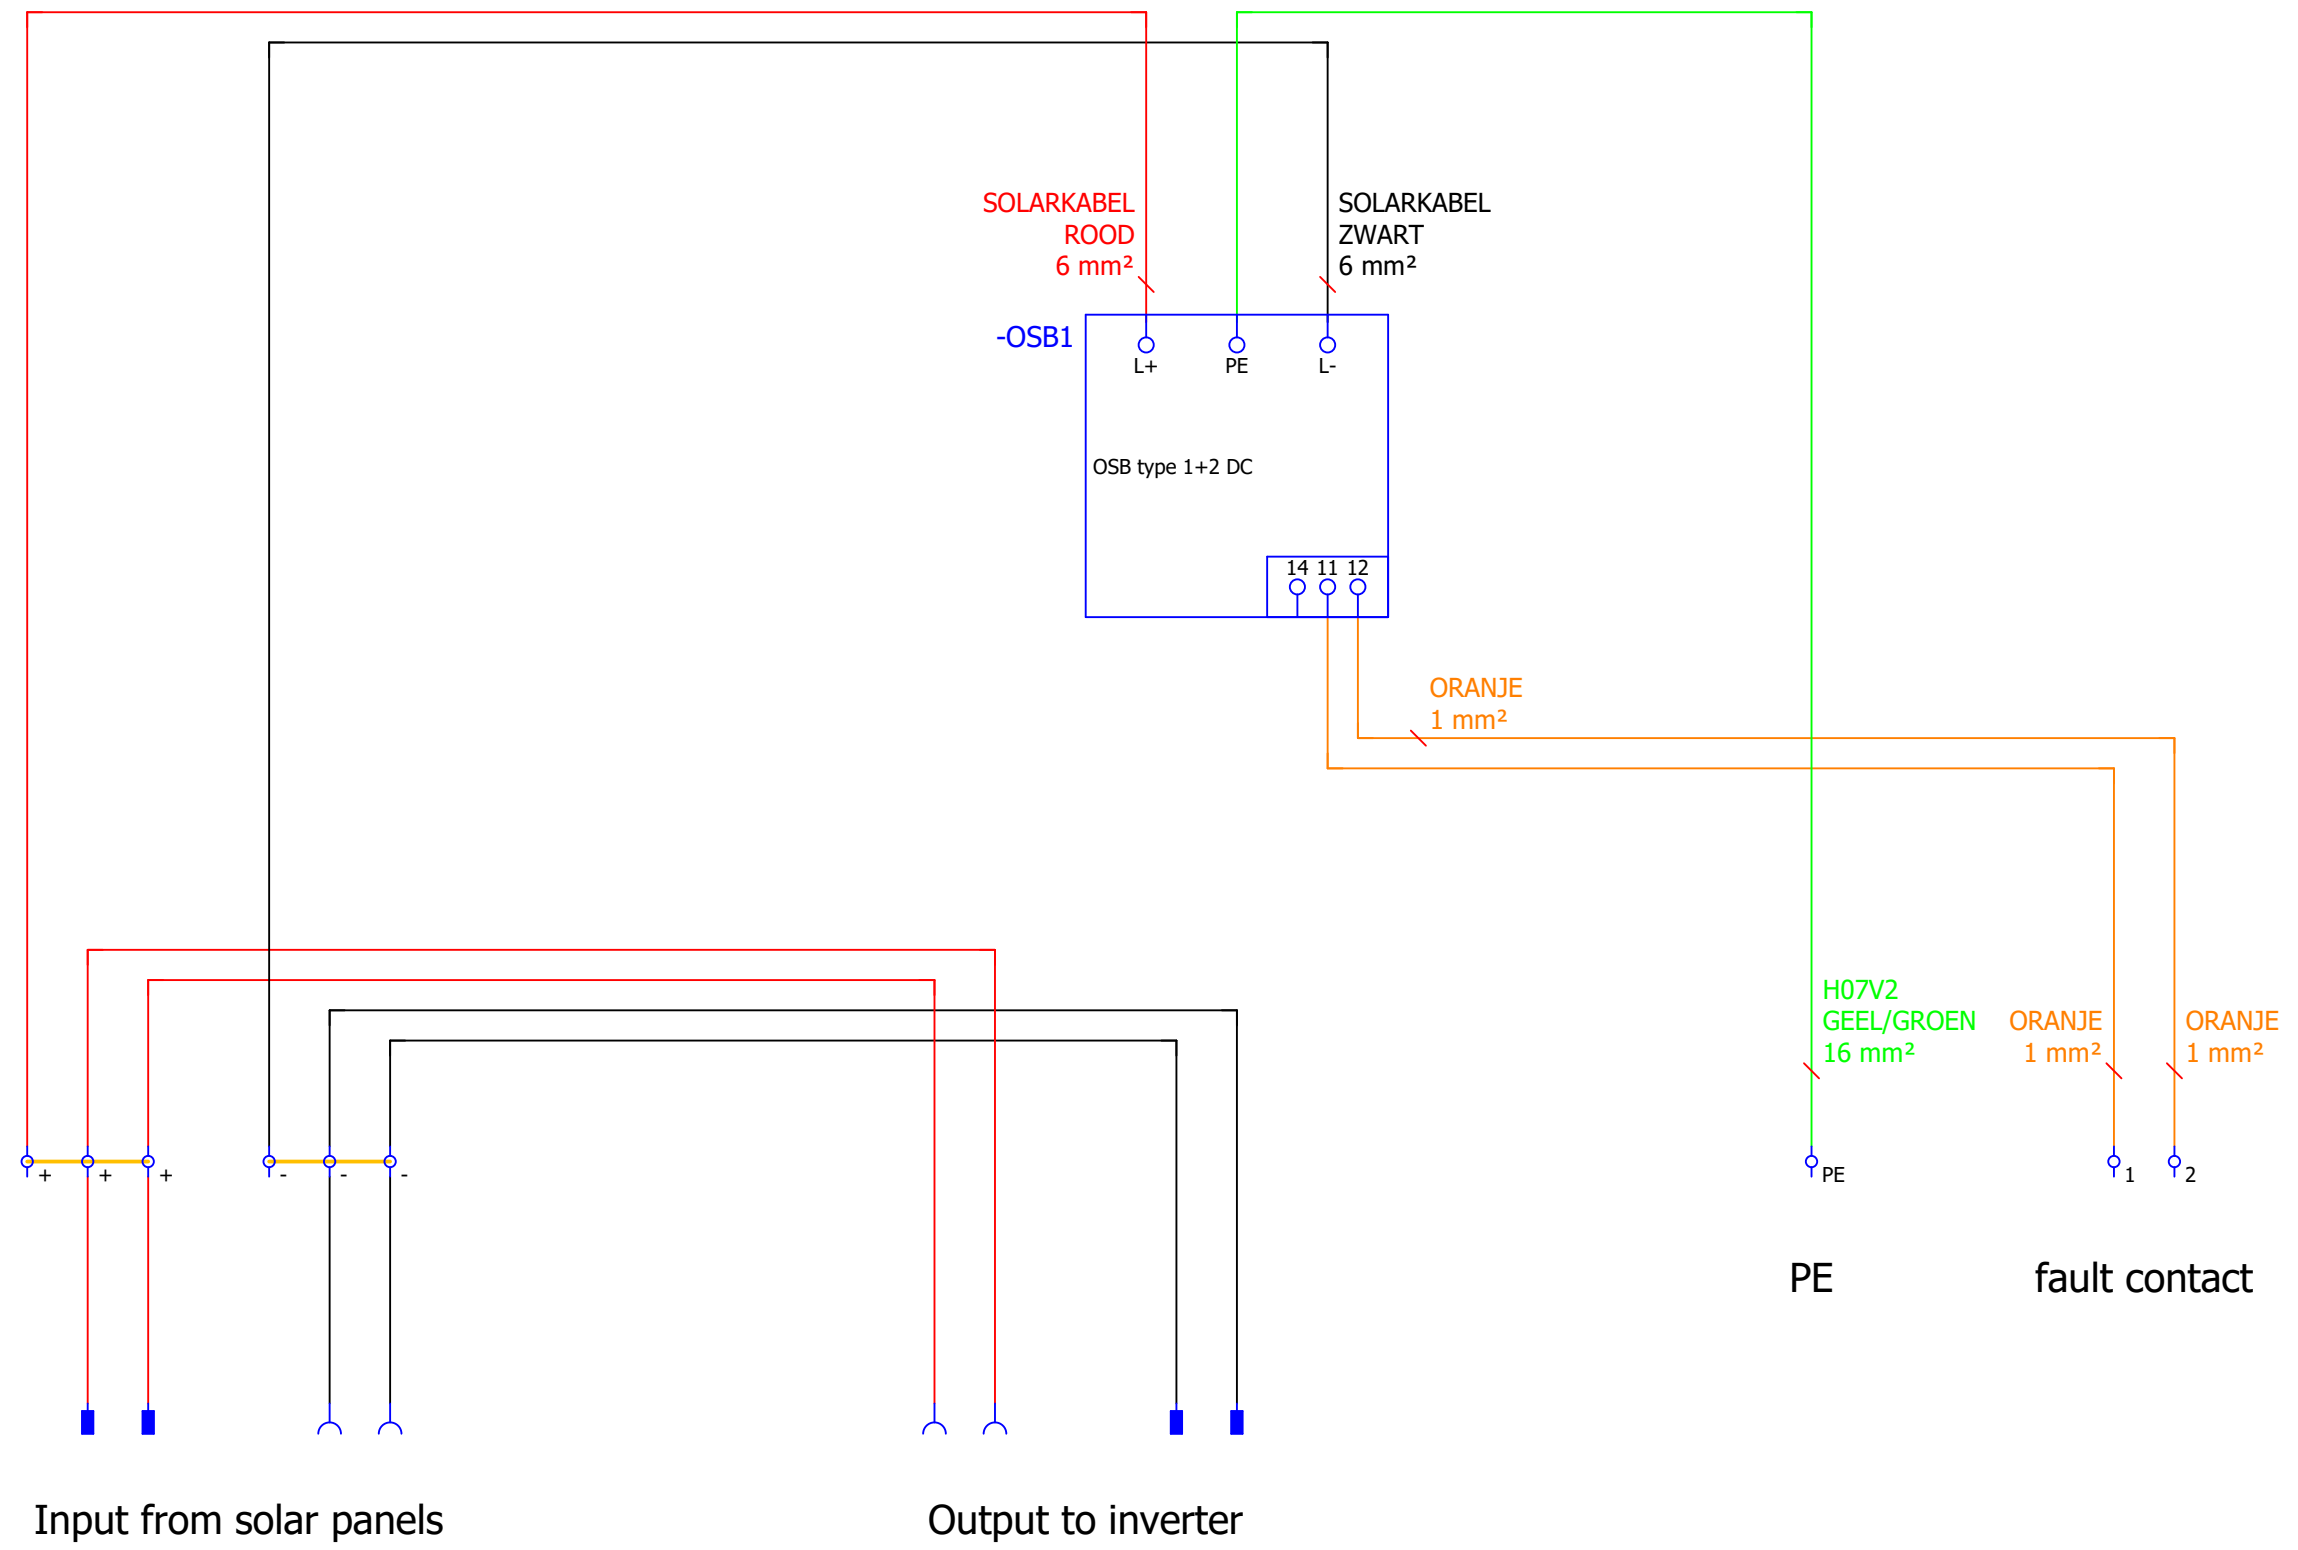 SOLARKABEL
ROOD
6 mm²
SOLARKABEL
ZWART
6 mm²
-OSB1
L+
PE
L-
OSB type 1+2 DC
14 11 12
ORANJE
1 mm²
H07V2
GEEL/GROEN
16 mm²
ORANJE
1 mm²
ORANJE
1 mm²
+ + + - - -
PE
1
2
PE
fault contact
Input from solar panels
Output to inverter